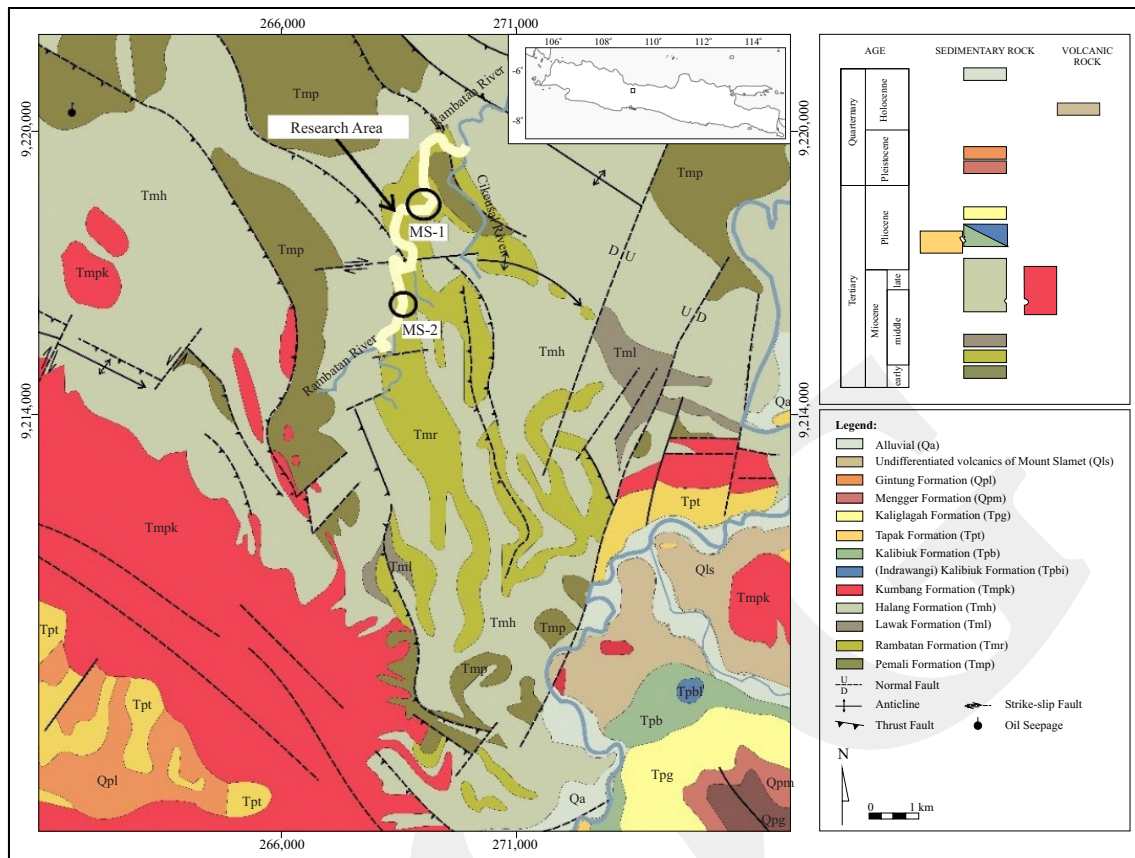 266,000
271,000
106°
108°
110°
112°
114°
-6°
-8°
9,220,000
9,220,000
9,214,000
9,214,000
Research Area
Rambatan River
Cikeusal River
MS-1
MS-2
Rambatan River
Tmp
Tmp
Tmh
Tmpk
Tmp
D U
U D
Tmh
Tml
Qa
Tmr
Tmpk
Tpt
Tml
Qls
Tmpk
Tmh
Tmp
Tmp
Tpt
Tpt
Tpbl
Tpb
Tpg
Qpl
Tpt
Qa
Qpm
Qpg
266,000
271,000
AGE
SEDIMENTARY ROCK
VOLCANIC
ROCK
Quarternary
Holocenne
Pleistocene
Tertiary
Pliocene
Miocene
late
middle
early
Legend:
Alluvial (Qa)
Undifferentiated volcanics of Mount Slamet (Qls)
Gintung Formation (Qpl)
Mengger Formation (Qpm)
Kaliglagah Formation (Tpg)
Tapak Formation (Tpt)
Kalibiuk Formation (Tpb)
(Indrawangi) Kalibiuk Formation (Tpbi)
Kumbang Formation (Tmpk)
Halang Formation (Tmh)
Lawak Formation (Tml)
Rambatan Formation (Tmr)
Pemali Formation (Tmp)
U
D
Normal Fault
Anticline
Strike-slip Fault
Thrust Fault
Oil Seepage
N
0 1 km